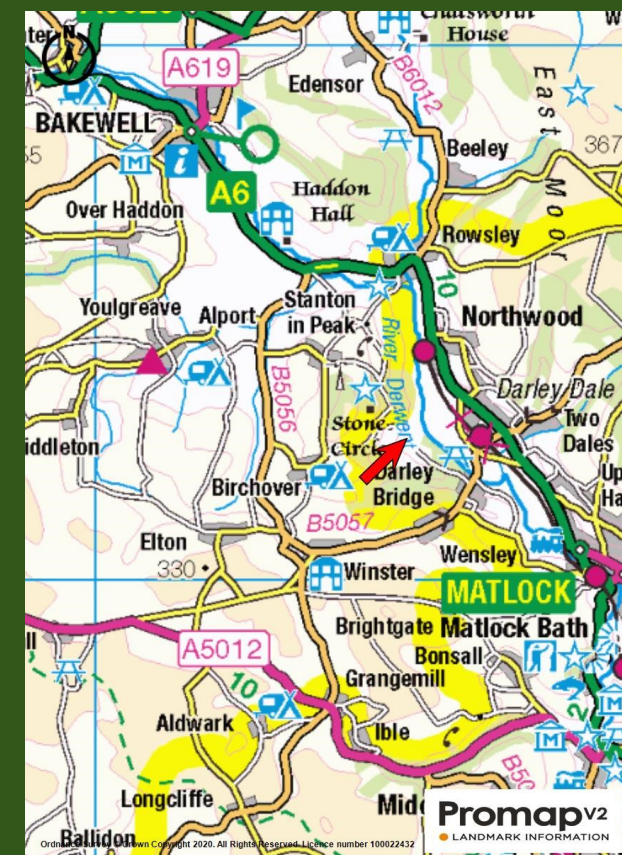 House
B6012
A619
Edensor
BAKEWELL
Beeley
367
East Moor
Haddon
Hall
A6
Over Haddon
Rowsley
10
Youlgreave
Alport
Stanton
in Peak
Northwood
River Derwent
B5056
Darley Dale
Stone
Two
Dales
iddleton
Birchover
Darley
Bridge
B5057
Elton
330
Wensley
Winster
MATLOCK
Brightgate
Matlock Bath
A5012
Bonsall
10
Grangemill
Aldwark
Ible
2
Longcliffe
Ballidon
Promap V2
LANDMARK INFORMATION
Ordnance Survey © Crown Copyright 2020. All Rights Reserved. Licence number 100022432